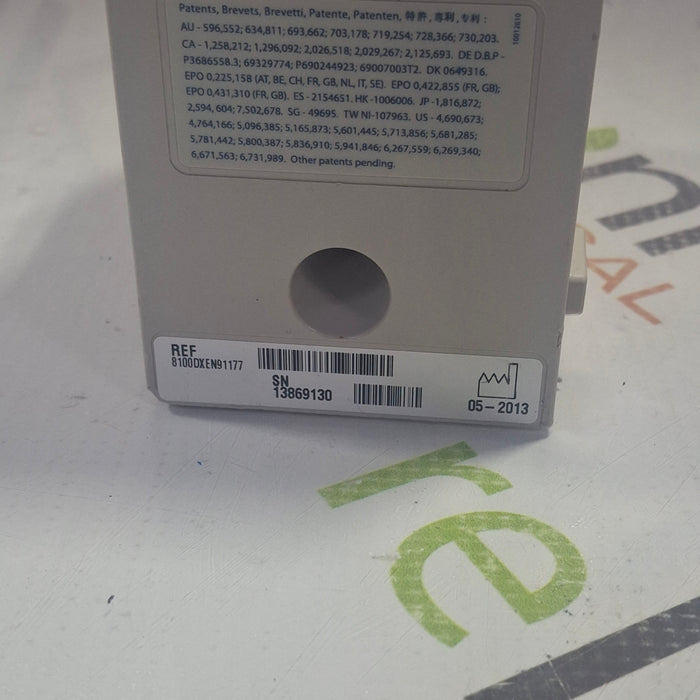 Patents, Brevets, Brevetti, Patente, Patenten, 特許, 專利, 专利 :
AU - 596,552; 634,811; 693,662; 703,178; 719,254; 728,366; 730,203.
CA - 1,258,212; 1,296,092; 2,026,518; 2,029,267; 2,125,693. DE D.B.P -
P3686558.3; 69329774; P690244923; 69007003T2. DK 0649316.
EPO 0,225,158 (AT, BE, CH, FR, GB, NL, IT, SE). EPO 0,422,855 (FR, GB);
EPO 0,431,310 (FR, GB). ES - 2154651. HK -1006006. JP - 1,816,872;
2,594, 604; 7,502,678. SG - 49695. TW NI-107963. US - 4,690,673;
4,764,166; 5,096,385; 5,165,873; 5,601,445; 5,713,856; 5,681,285;
5,781,442; 5,800,387; 5,836,910; 5,941,846; 6,267,559; 6,269,340;
6,671,563; 6,731,989. Other patents pending.
10012610
REF
8100DXEN91177
SN
13869130
05-2013
re